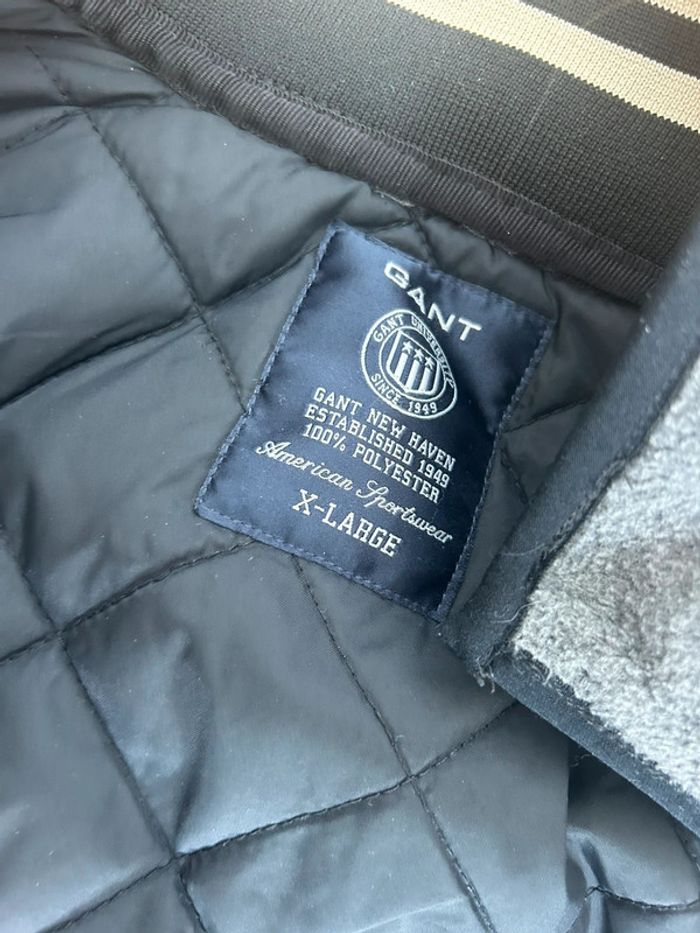 GANT
GANT UNIVERSITY
SINCE 1949
GANT NEW HAVEN
ESTABLISHED 1949
100% POLYESTER
American Sportswear
X-LARGE